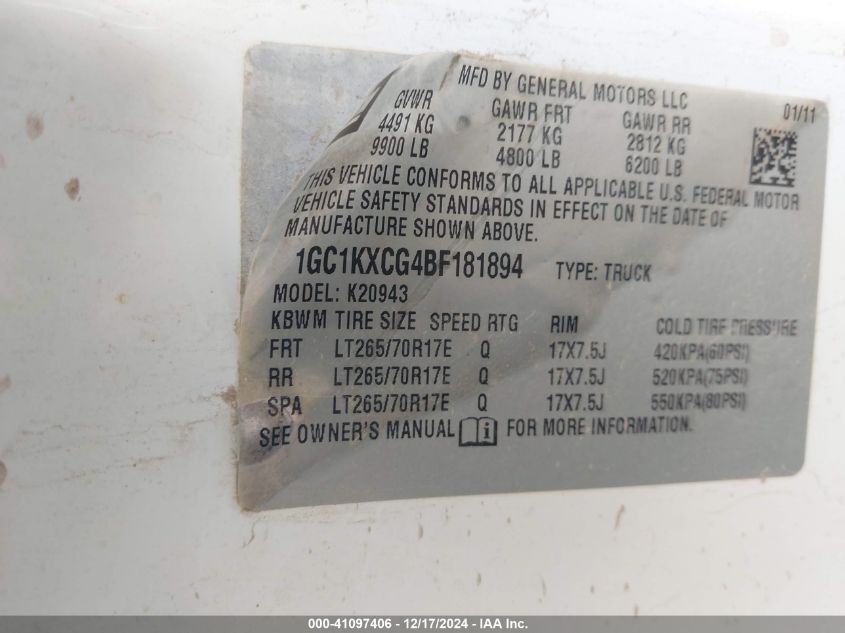 MFD BY GENERAL MOTORS LLC
01/11
GVWR GAWR FRT GAWR RR
4491 KG 2177 KG 2812 KG
9900 LB 4800 LB 6200 LB
THIS VEHICLE CONFORMS TO ALL APPLICABLE U.S. FEDERAL MOTOR
VEHICLE SAFETY STANDARDS IN EFFECT ON THE DATE OF
MANUFACTURE SHOWN ABOVE.
1GC1KXCG4BF181894 TYPE: TRUCK
MODEL: K20943
KBWM TIRE SIZE SPEED RTG RIM COLD TIRE PRESSURE
FRT LT265/70R17E Q 17X7.5J 420KPA(60PSI)
RR LT265/70R17E Q 17X7.5J 520KPA(75PSI)
SPA LT265/70R17E Q 17X7.5J 550KPA(80PSI)
SEE OWNER'S MANUAL i FOR MORE INFORMATION.
000-41097406 - 12/17/2024 - 1IAA Inc.